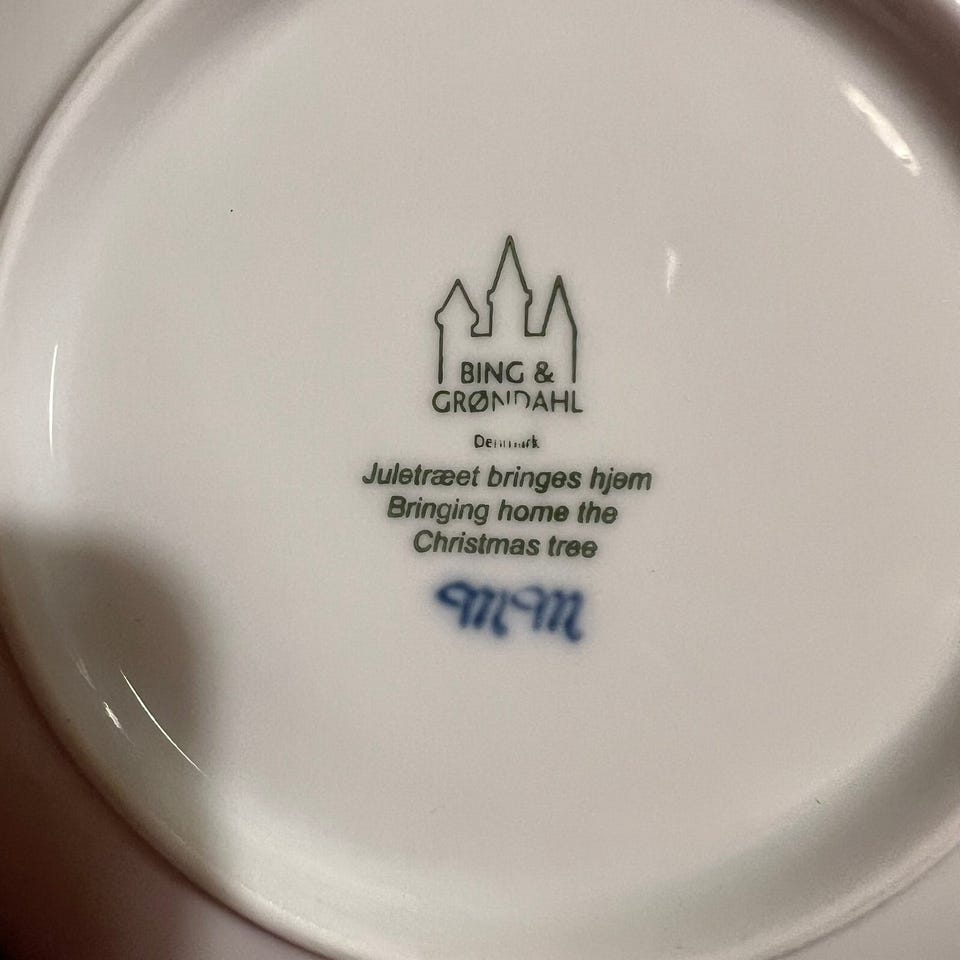 BING &
GRØNDAHL
Denmark
Juletræet bringes hjem
Bringing home the
Christmas tree
MM